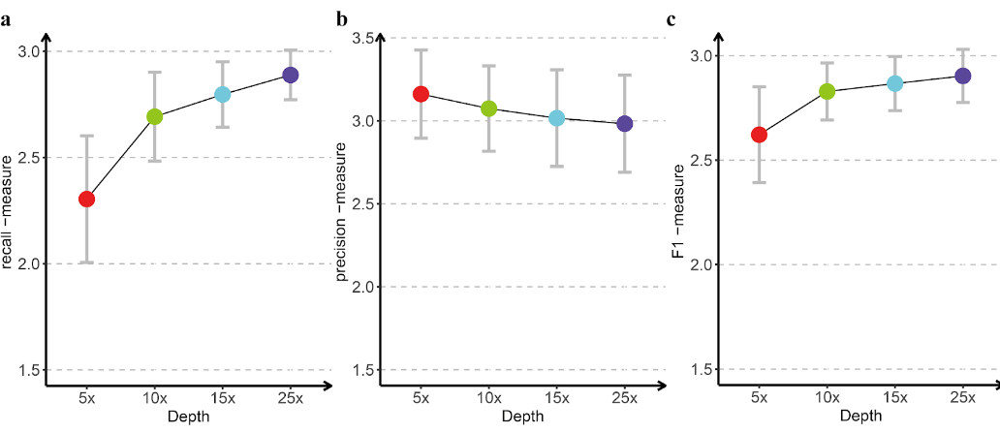 a
3.0
2.5
2.0
1.5
recall −measure
5x 10x 15x 25x
Depth
b
3.5
3.0
2.5
2.0
1.5
precision −measure
5x 10x 15x 25x
Depth
c
3.0
2.5
2.0
1.5
F1 −measure
5x 10x 15x 25x
Depth